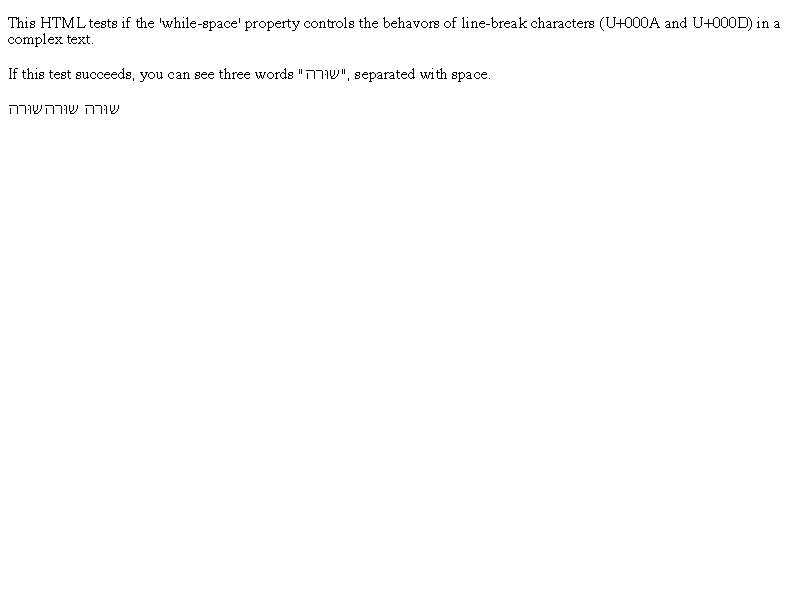 This HTML tests if the 'while-space' property controls the behavors of line-break characters (U+000A and U+000D) in a
complex text.
If this test succeeds, you can see three words "שורה", separated with space.
שורה שורהשורה